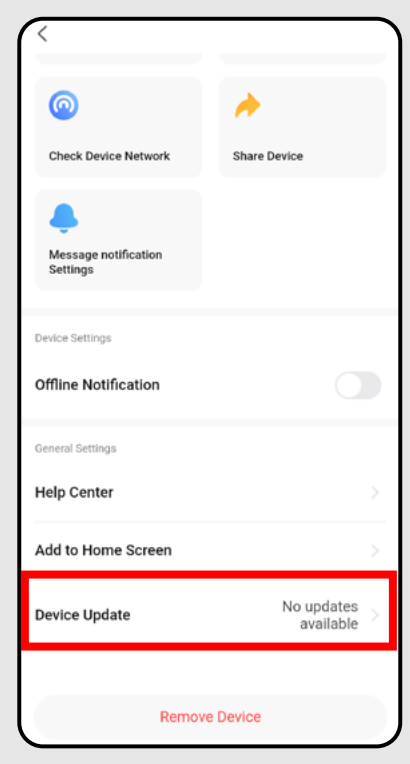 Check Device Network
Share Device
Message notification
Settings
Device Settings
Offline Notification
General Settings
Help Center
Add to Home Screen
Device Update
No updates
available
Remove Device